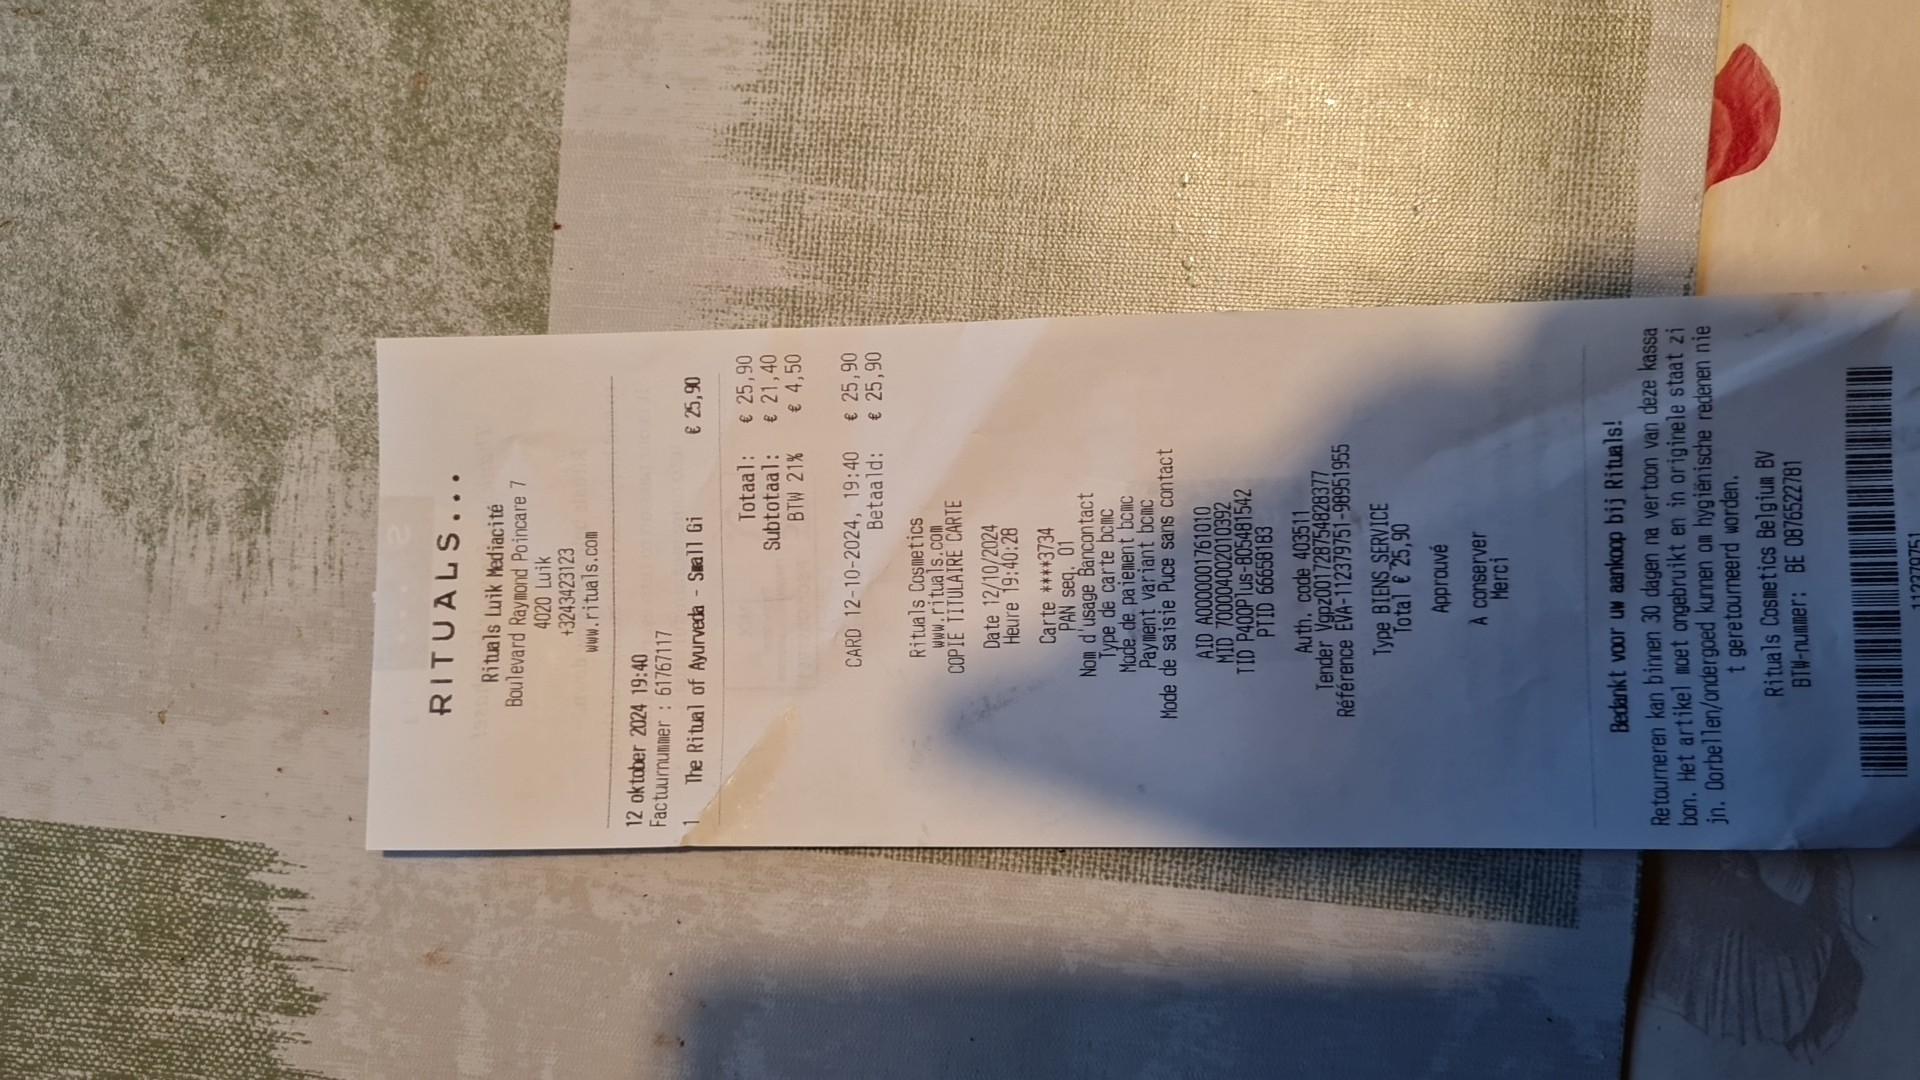 RITUALS...
Rituals Luik Mediacité
Boulevard Raymond Poincare 7
4020 Luik
+3243423123
www.rituals.com
12 oktober 2024 19:40
Factuurnummer : 61767117
1 The Ritual of Ayurveda - Small Gi € 25,90
Totaal: € 25,90
Subtotaal: € 21,40
BTW 21% € 4,50
CARD 12-10-2024, 19:40 € 25,90
Betaald: € 25,90
Rituals Cosmetics
www.rituals.com
COPIE TITULAIRE CARTE
Date 12/10/2024
Heure 19:40:28
Carte ****3734
PAN seq. 01
Nom d'usage Bancontact
Type de carte bcmc
Mode de paiement bcmc
Payment variant bcmc
Mode de saisie Puce sans contact
AID A0000001761010
MID 700004002010392
TID P400Plus-805481542
PTID 66658183
Auth. code 403511
Tender Vgpz001728754828377
Référence EVA-112379751-98951955
Type BIENS SERVICE
Total € 25,90
Approuvé
À conserver
Merci
Bedankt voor uw aankoop bij Rituals!
Retourneren kan binnen 30 dagen na vertoon van deze kassa
bon. Het artikel moet ongebruikt en in originele staat zi
jn. Oorbellen/ondergoed kunnen om hygiënische redenen nie
t geretourneerd worden.
Rituals Cosmetics Belgium BV
BTW-nummer: BE 0876522781
112379751